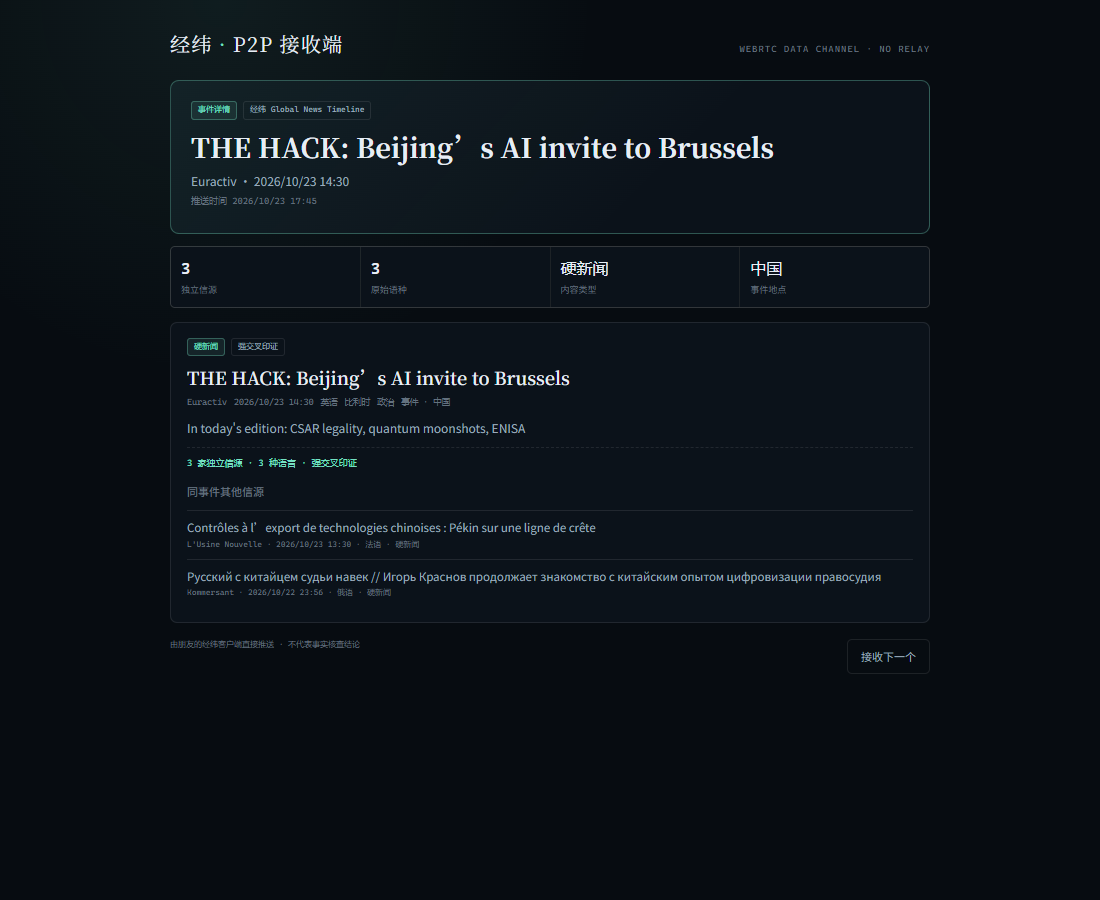 经纬 · P2P 接收端
WEBRTC DATA CHANNEL · NO RELAY
事件详情 经纬 Global News Timeline
THE HACK: Beijing’s AI invite to Brussels
Euractiv • 2026/10/23 14:30
推送时间 2026/10/23 17:45
3 3 硬新闻 中国
独立信源 原始语种 内容类型 事件地点
硬新闻 强交叉印证
THE HACK: Beijing’s AI invite to Brussels
Euractiv 2026/10/23 14:30 英语 比利时 政治 事件 · 中国
In today's edition: CSAR legality, quantum moonshots, ENISA
3 家独立信源 · 3 种语言 · 强交叉印证
同事件其他信源
Contrôles à l’export de technologies chinoises : Pékin sur une ligne de crête
L'Usine Nouvelle · 2026/10/23 13:30 · 法语 · 硬新闻
Русский с китайцем судьи навек // Игорь Краснов продолжает знакомство с китайским опытом цифровизации правосудия
Kommersant · 2026/10/22 23:56 · 俄语 · 硬新闻
由朋友的经纬客户端直接推送 · 不代表事实核查结论
接收下一个